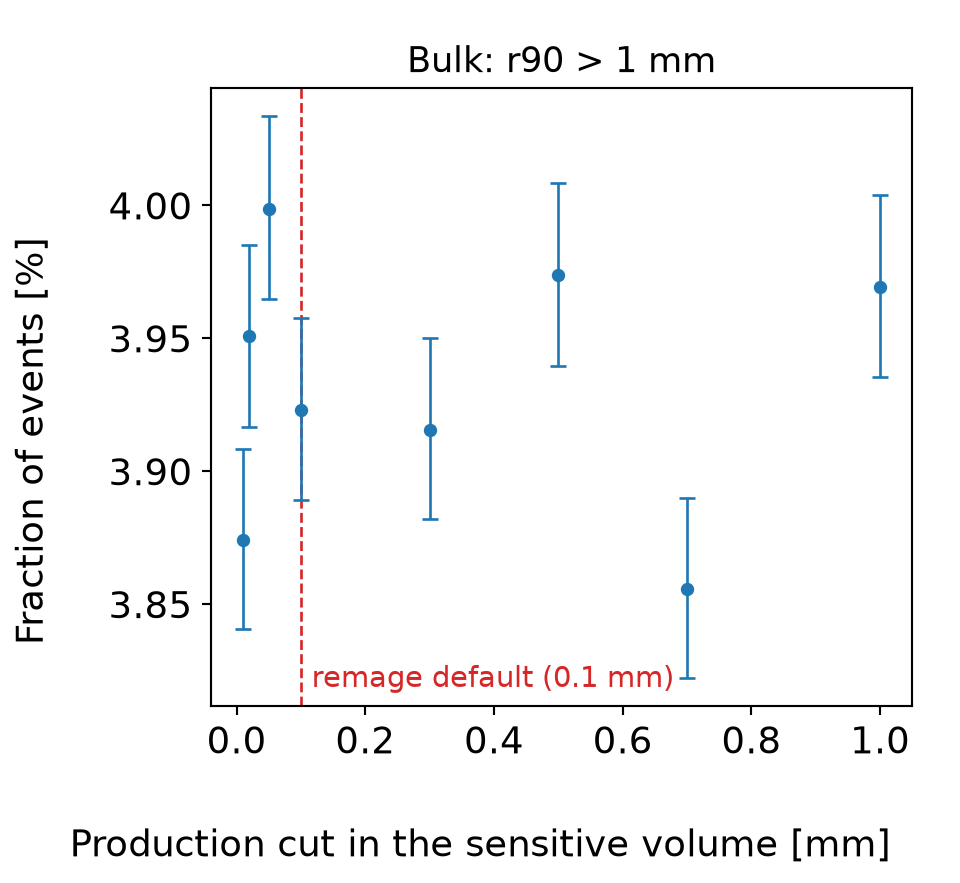 Bulk: r90 > 1 mm
Fraction of events [%]
4.00
3.95
3.90
3.85
remage default (0.1 mm)
0.0 0.2 0.4 0.6 0.8 1.0
Production cut in the sensitive volume [mm]